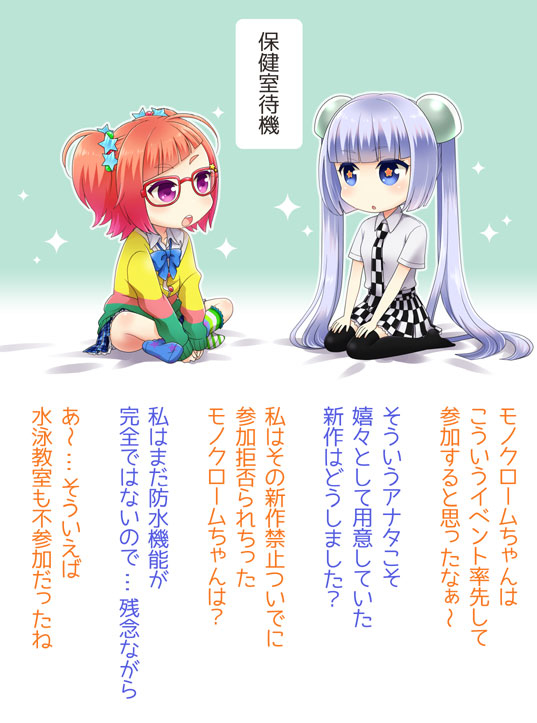 保健室待機
モノクロームちゃんは
こういうイベント率先して
参加すると思ったなぁ～
そういうアナタこそ
嬉々として用意していた
新作はどうしました？
私はその新作禁止ついでに
参加拒否られちった
モノクロームちゃんは？
私はまだ防水機能が
完全ではないので…残念ながら
あ～…そういえば
水泳教室も不参加だったね